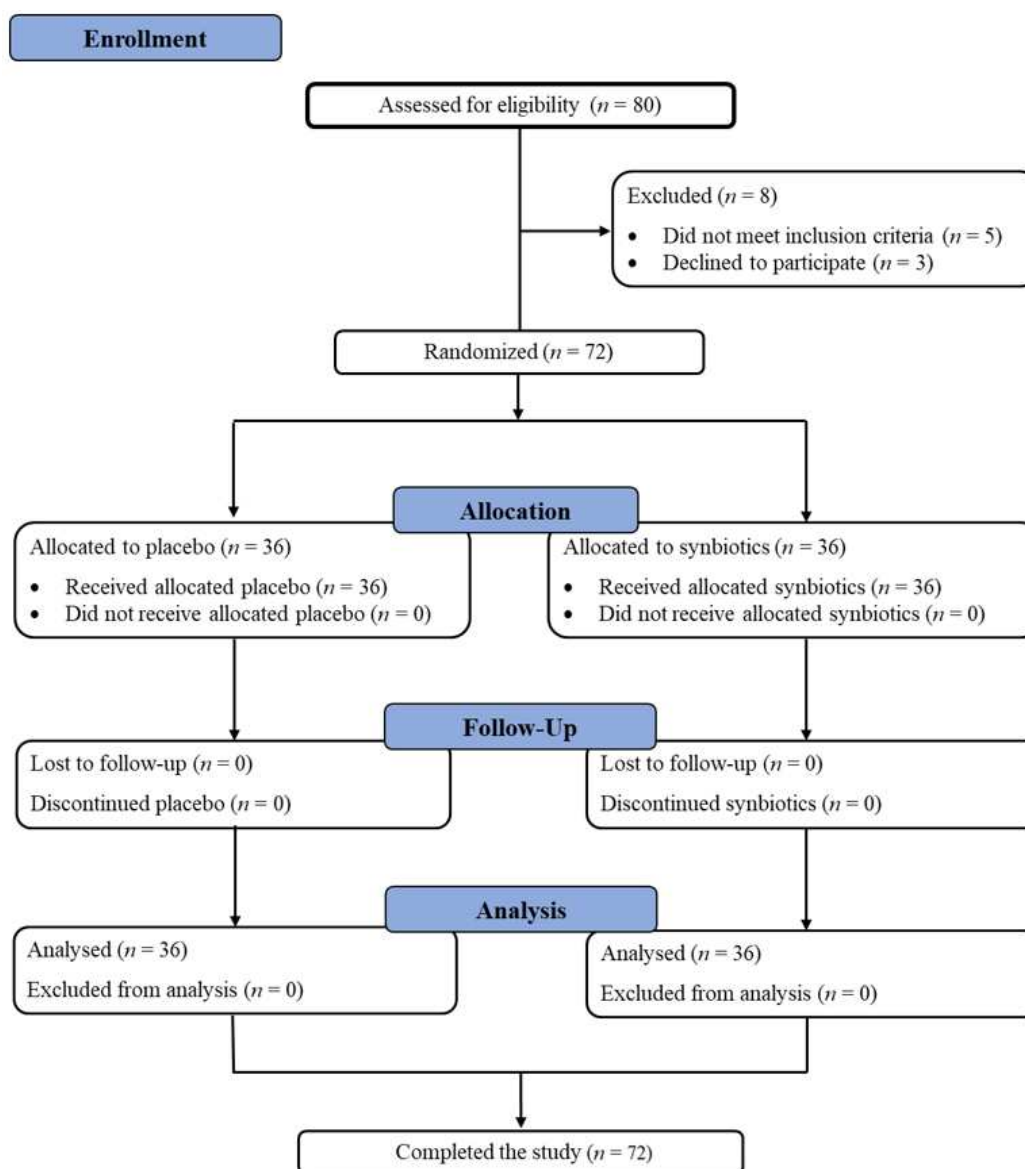 Enrollment
Assessed for eligibility (n = 80)
Excluded (n = 8)
• Did not meet inclusion criteria (n = 5)
• Declined to participate (n = 3)
Randomized (n = 72)
Allocation
Allocated to placebo (n = 36)
• Received allocated placebo (n = 36)
• Did not receive allocated placebo (n = 0)
Allocated to synbiotics (n = 36)
• Received allocated synbiotics (n = 36)
• Did not receive allocated synbiotics (n = 0)
Follow-Up
Lost to follow-up (n = 0)
Discontinued placebo (n = 0)
Lost to follow-up (n = 0)
Discontinued synbiotics (n = 0)
Analysis
Analysed (n = 36)
Excluded from analysis (n = 0)
Analysed (n = 36)
Excluded from analysis (n = 0)
Completed the study (n = 72)